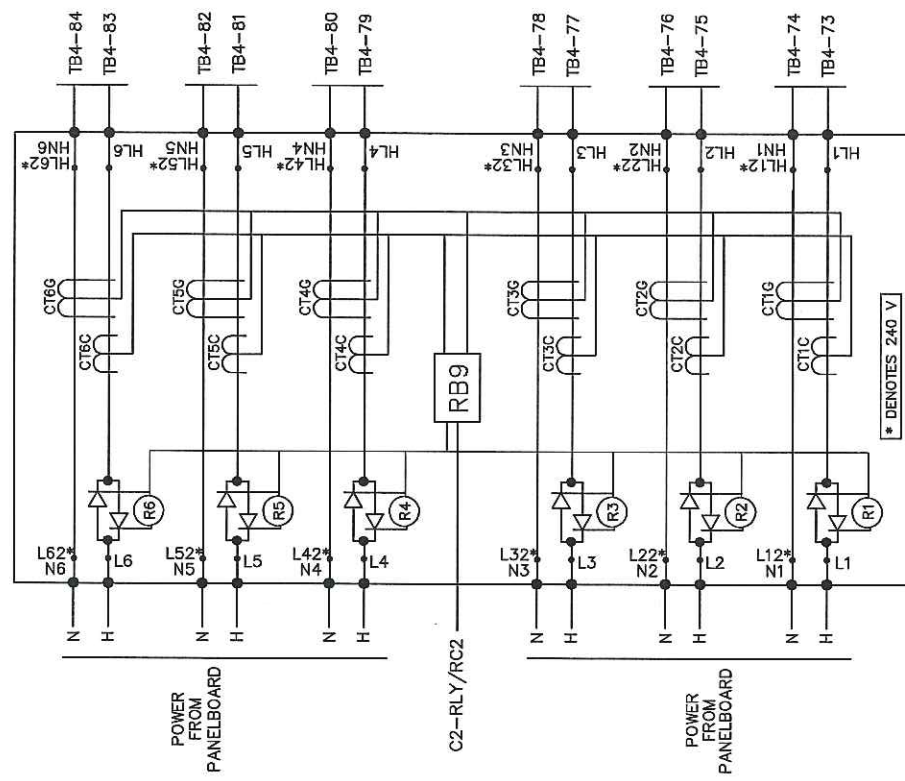 TB4-84
TB4-83
TB4-82
TB4-81
TB4-80
TB4-79
TB4-78
TB4-77
TB4-76
TB4-75
TB4-74
TB4-73
HL62*
HN6
HL6
HL52*
HN5
HL5
HL42*
HN4
HL4
HL32*
HN3
HL3
HL22*
HN2
HL2
HL12*
HN1
HL1
CT6G
CT5G
CT4G
CT3G
CT2G
CT1G
CT6C
CT5C
CT4C
CT3C
CT2C
CT1C
RB9
* DENOTES 240 V
R6
R5
R4
R3
R2
R1
L62*
N6
L6
L52*
N5
L5
L42*
N4
L4
L32*
N3
L3
L22*
N2
L2
L12*
N1
L1
N
H
N
H
N
H
N
H
N
H
N
H
POWER
FROM
PANELBOARD
C2-RLY/RC2
POWER
FROM
PANELBOARD